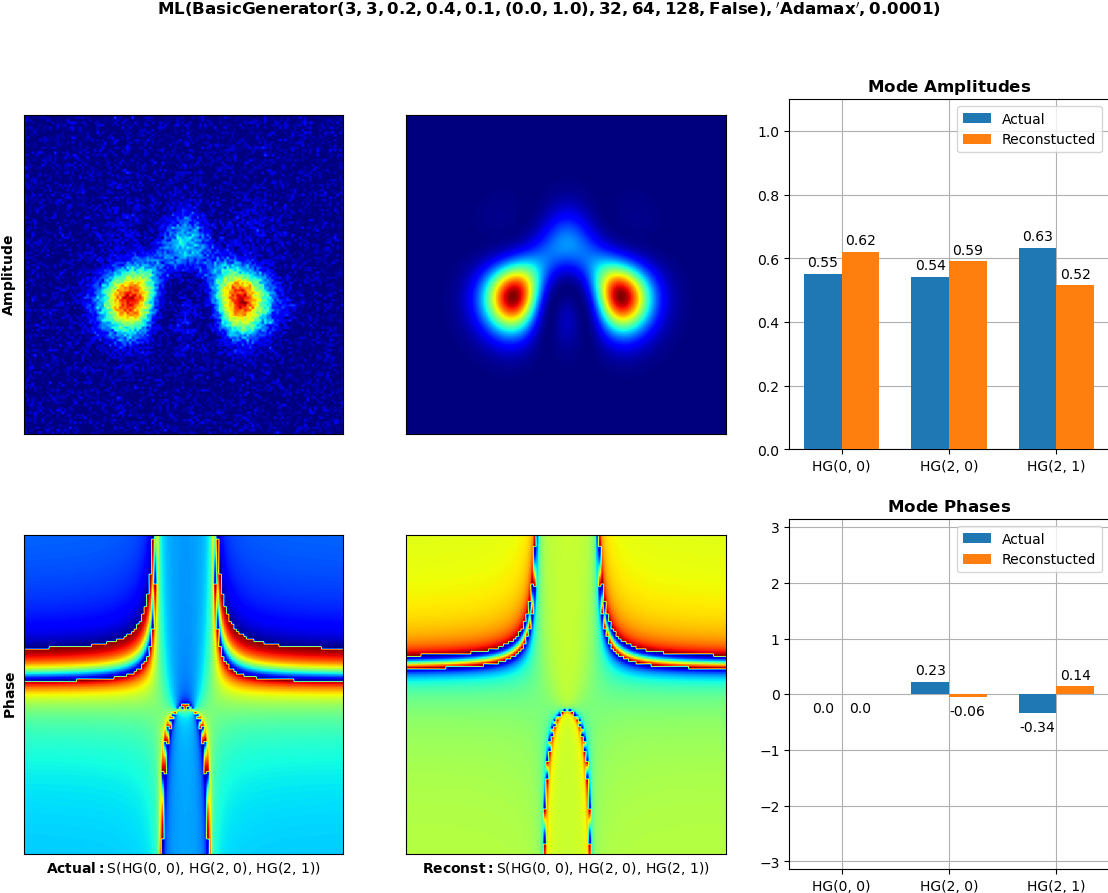 ML(BasicGenerator(3, 3, 0.2, 0.4, 0.1, (0.0, 1.0), 32, 64, 128, False), ′Adamax′, 0.0001)
Amplitude
Mode Amplitudes
Actual
Reconstucted
1.0
0.8
0.6
0.4
0.2
0.0
0.55
0.62
0.54
0.59
0.63
0.52
HG(0, 0)
HG(2, 0)
HG(2, 1)
Phase
Actual: S(HG(0, 0), HG(2, 0), HG(2, 1))
Reconst: S(HG(0, 0), HG(2, 0), HG(2, 1))
Mode Phases
Actual
Reconstucted
3
2
1
0
−1
−2
−3
0.0
0.0
0.23
-0.06
-0.34
0.14
HG(0, 0)
HG(2, 0)
HG(2, 1)